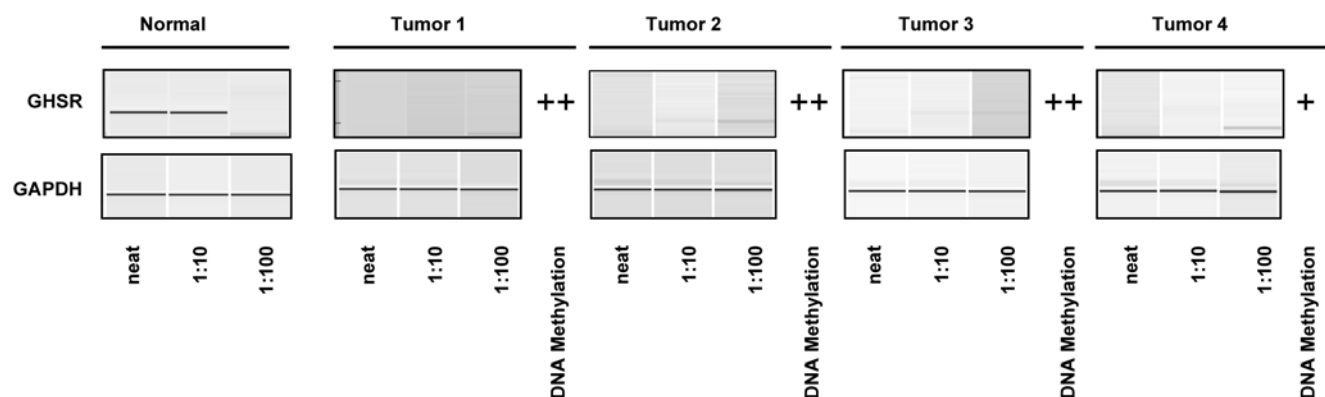 Normal Tumor 1 Tumor 2 Tumor 3 Tumor 4
GHSR ++ ++ ++ +
GAPDH
neat 1:10 1:100 neat 1:10 1:100 DNA Methylation neat 1:10 1:100 DNA Methylation neat 1:10 1:100 DNA Methylation neat 1:10 1:100 DNA Methylation